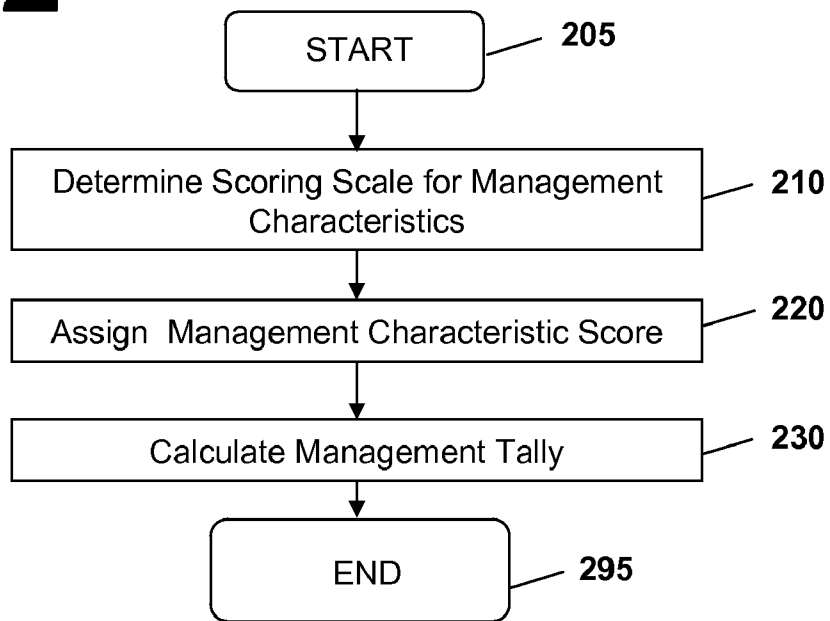 START
205
Determine Scoring Scale for Management
Characteristics
210
Assign Management Characteristic Score
220
Calculate Management Tally
230
END
295